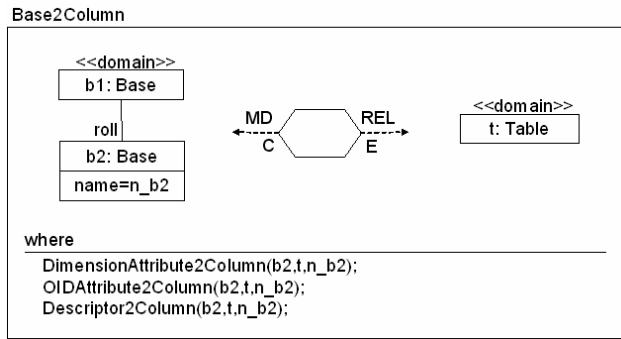 Base2Column
<<domain>>
b1: Base
roll
b2: Base
name=n_b2
MD
REL
C
E
<<domain>>
t: Table
where
DimensionAttribute2Column(b2,t,n_b2);
OIDAttribute2Column(b2,t,n_b2);
Descriptor2Column(b2,t,n_b2);